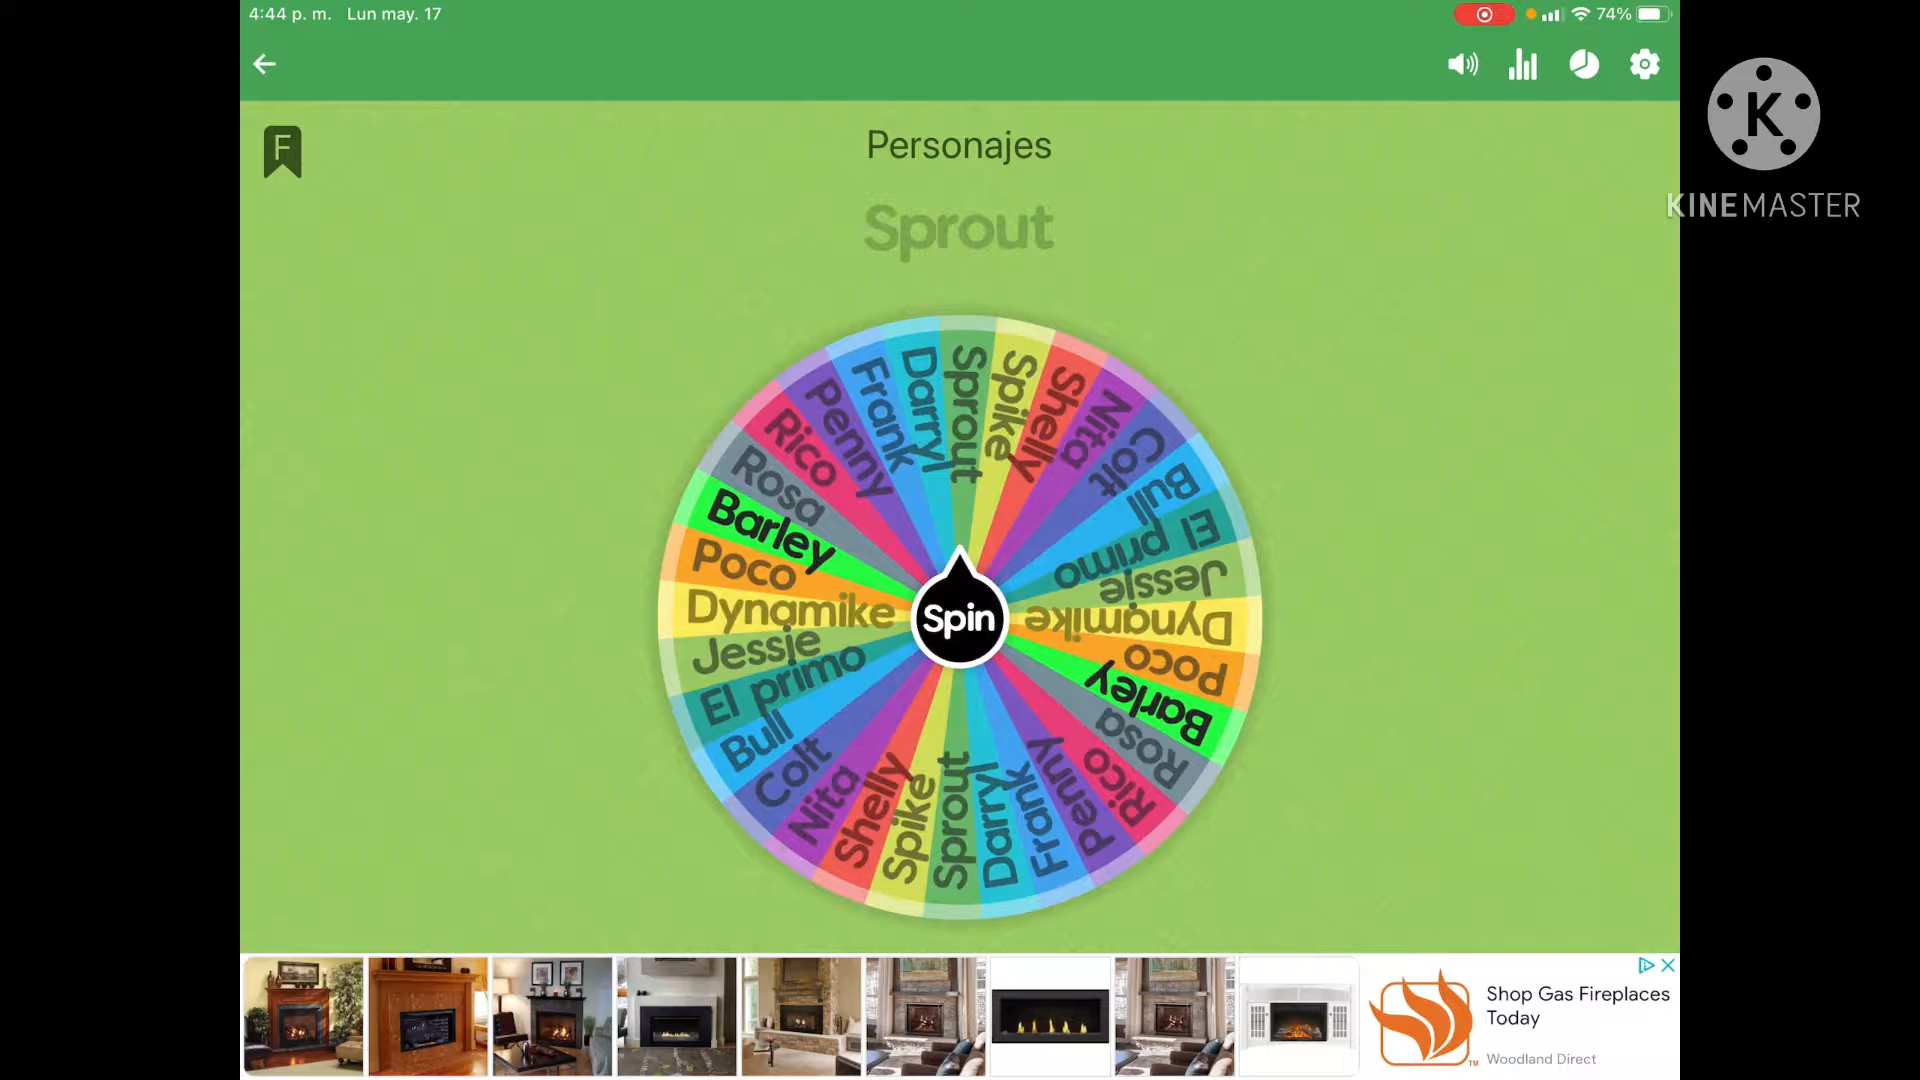 4:44 p. m. Lun may. 17
74%
F
Personajes
Sprout
K
KINEMASTER
Sprout
Spike
Shelly
Nita
Colt
Bull
El primo
Jessie
Dynamike
Poco
Barley
Rosa
Rico
Penny
Frank
Darryl
Sprout
Spike
Shelly
Nita
Colt
Bull
El primo
Jessie
Dynamike
Poco
Barley
Rosa
Rico
Penny
Frank
Darryl
Spin
Shop Gas Fireplaces
Today
Woodland Direct
TM